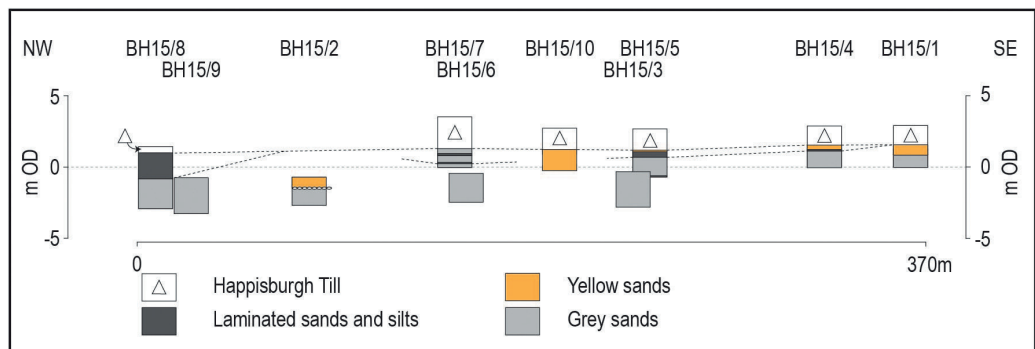 NW BH15/8 BH15/2 BH15/7 BH15/10 BH15/5 BH15/4 BH15/1 SE
BH15/9 BH15/6 BH15/3
5 5
m OD 0 0 m OD
-5 -5
0 370m
Happisburgh Till Yellow sands
Laminated sands and silts Grey sands